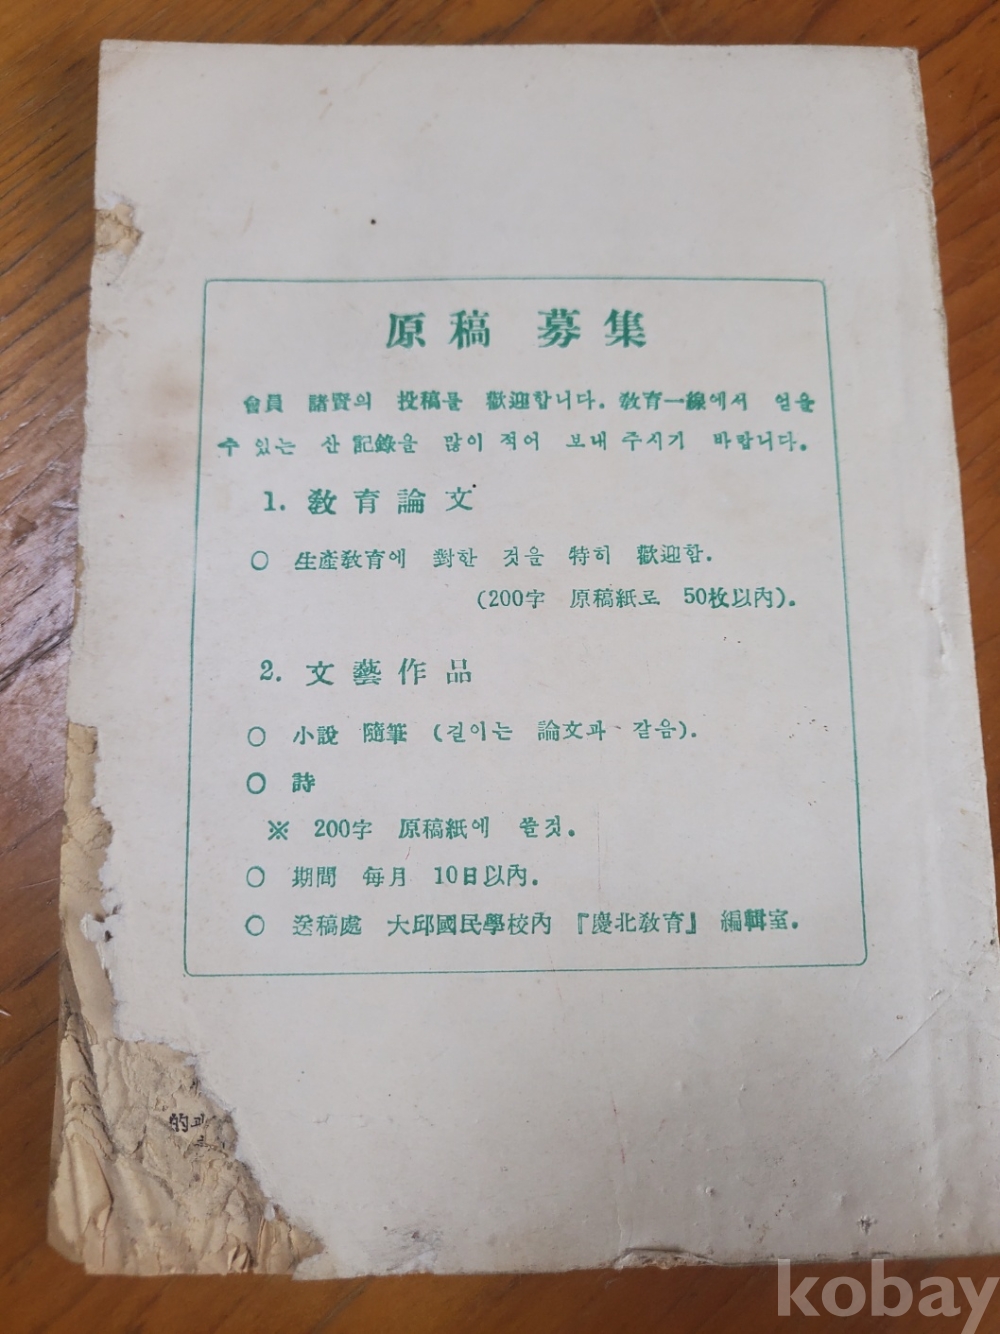 原稿 募集
會員 諸賢의 投稿를 歡迎합니다. 敎育一線에서 얻을
수 있는 산 記錄을 많이 적어 보내 주시기 바랍니다.
1. 敎育論文
○ 生產敎育에 對한 것을 特히 歡迎함.
(200字 原稿紙로 50枚以內).
2. 文藝作品
○ 小說 隨筆 (길이는 論文과 같음).
○ 詩
※ 200字 原稿紙에 쓸것.
○ 期間 每月 10日以內.
○ 送稿處 大邱國民學校內 『慶北敎育』 編輯室.
的
kobay